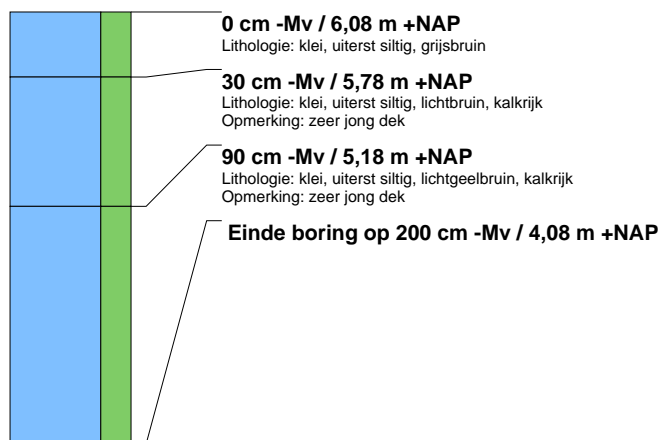 0 cm -Mv / 6,08 m +NAP
Lithologie: klei, uiterst siltig, grijsbruin
30 cm -Mv / 5,78 m +NAP
Lithologie: klei, uiterst siltig, lichtbruin, kalkrijk
Opmerking: zeer jong dek
90 cm -Mv / 5,18 m +NAP
Lithologie: klei, uiterst siltig, lichtgeelbruin, kalkrijk
Opmerking: zeer jong dek
Einde boring op 200 cm -Mv / 4,08 m +NAP